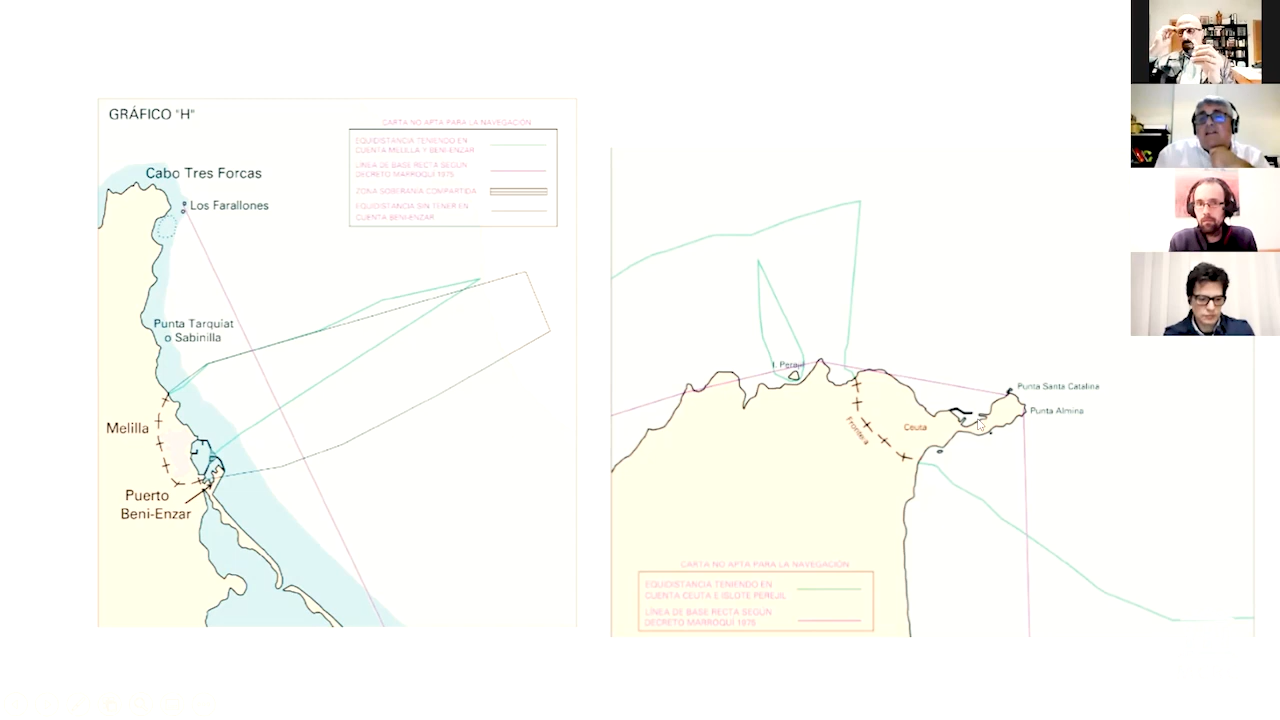 GRÁFICO "H"
CARTA NO APTA PARA LA NAVEGACIÓN
EQUIDISTANCIA TENIENDO EN
CUENTA MELILLA Y BENI-ENZAR
LÍNEA DE BASE RECTA SEGUN
DECRETO MARROQUÍ 1975
ZONA SOBERANIA COMPARTIDA
EQUIDISTANCIA SIN TENER EN
CUENTA BENI-ENZAR
Cabo Tres Forcas
Los Farallones
Punta Tarquiat
o Sabinilla
Melilla
Puerto
Beni-Enzar
I. Perejil
Punta Santa Catalina
Punta Almina
Ceuta
Frontera
CARTA NO APTA PARA LA NAVEGACIÓN
EQUIDISTANCIA TENIENDO EN
CUENTA CEUTA E ISLOTE PEREJIL
LÍNEA DE BASE RECTA SEGUN
DECRETO MARROQUÍ 1975